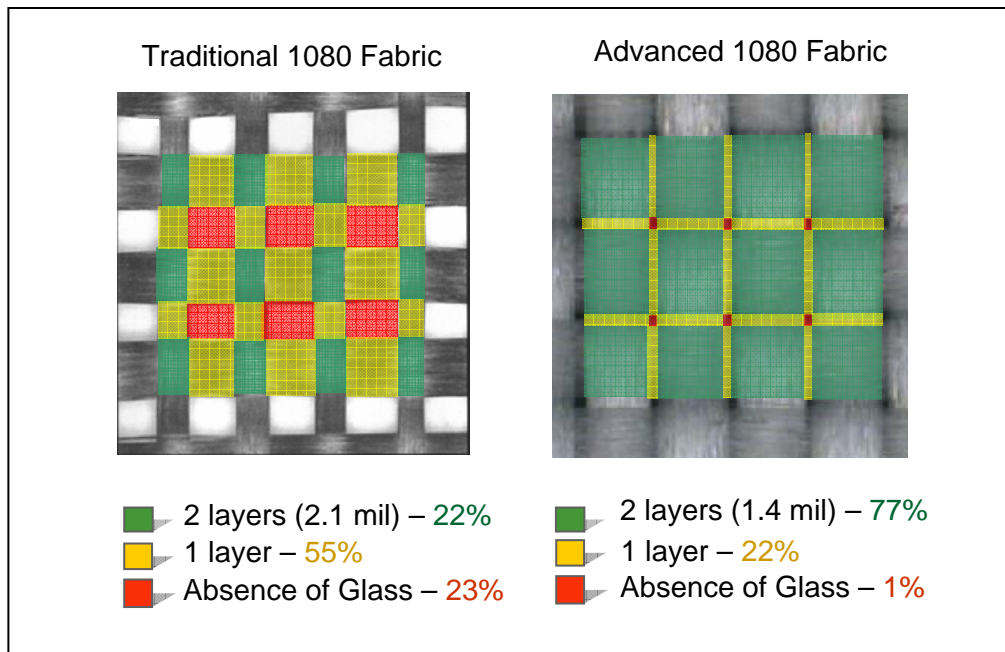 Traditional 1080 Fabric
Advanced 1080 Fabric
2 layers (2.1 mil) – 22%
1 layer – 55%
Absence of Glass – 23%
2 layers (1.4 mil) – 77%
1 layer – 22%
Absence of Glass – 1%